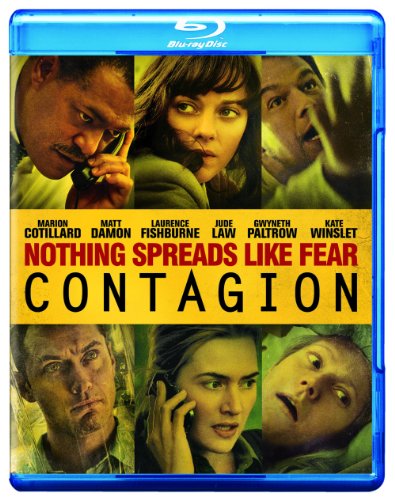 Blu-ray Disc
MARION MATT LAURENCE JUDE GWYNETH KATE
COTILLARD DAMON FISHBURNE LAW PALTROW WINSLET
NOTHING SPREADS LIKE FEAR
CONTAGION